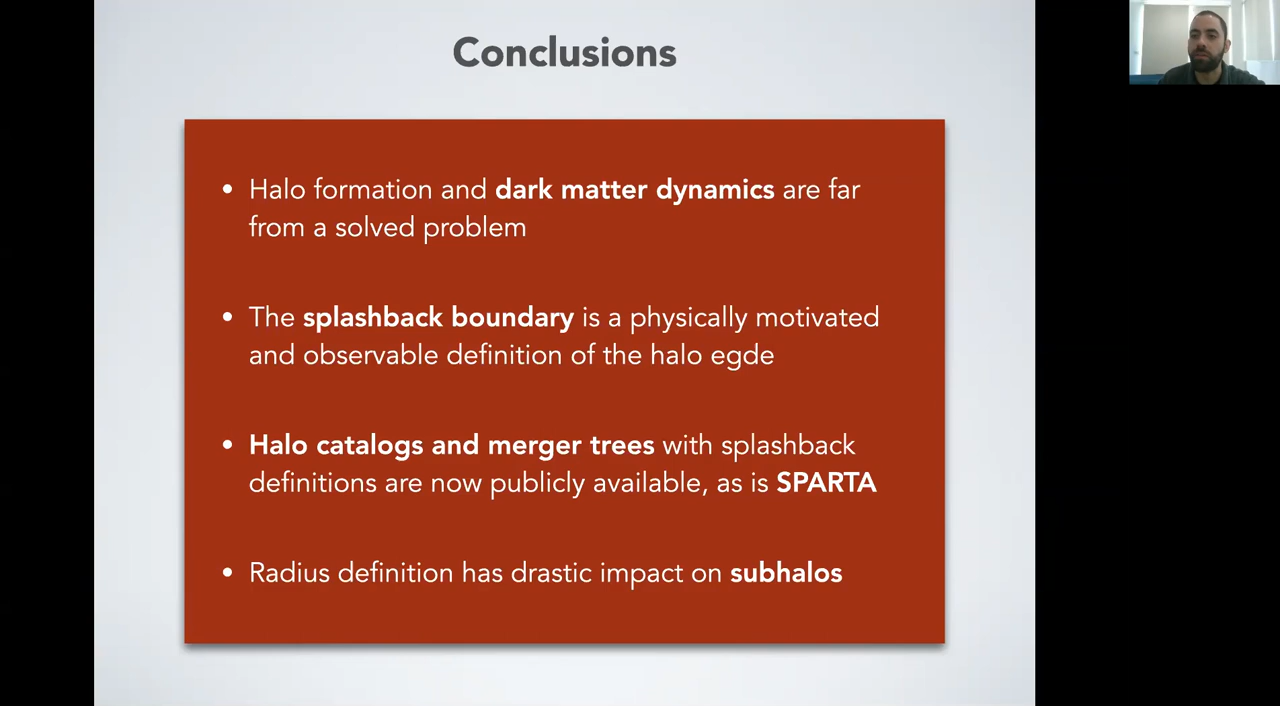 Conclusions
• Halo formation and dark matter dynamics are far
from a solved problem
• The splashback boundary is a physically motivated
and observable definition of the halo egde
• Halo catalogs and merger trees with splashback
definitions are now publicly available, as is SPARTA
• Radius definition has drastic impact on subhalos